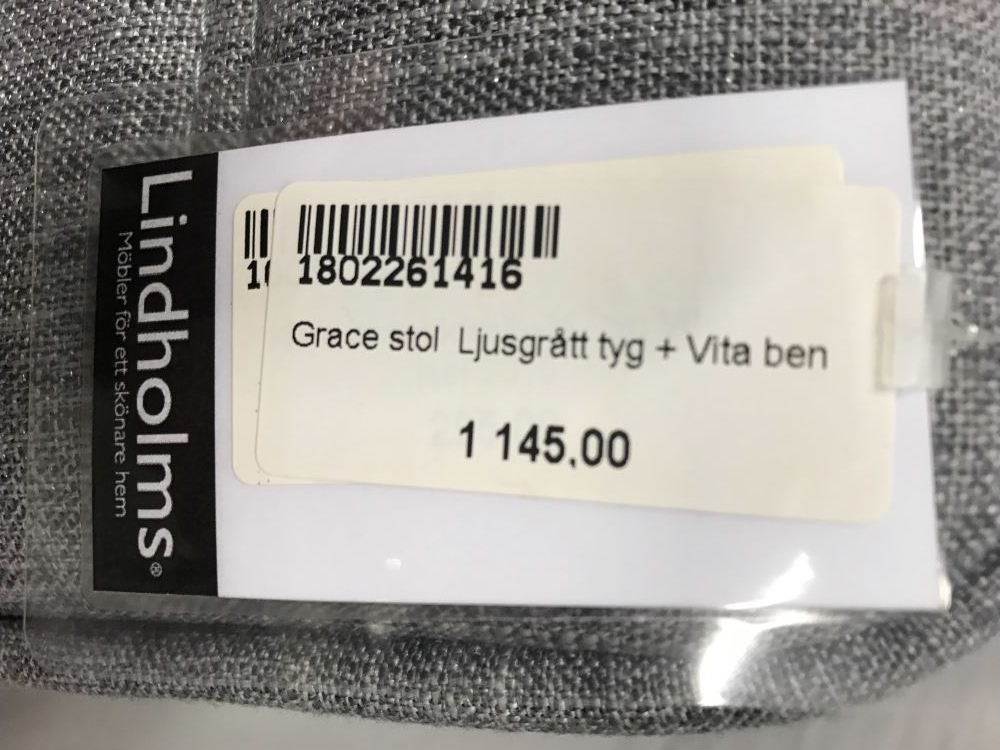 Lindholms®
Möbler för ett skönare hem
1802261416
Grace stol Ljusgrått tyg + Vita ben
1 145,00